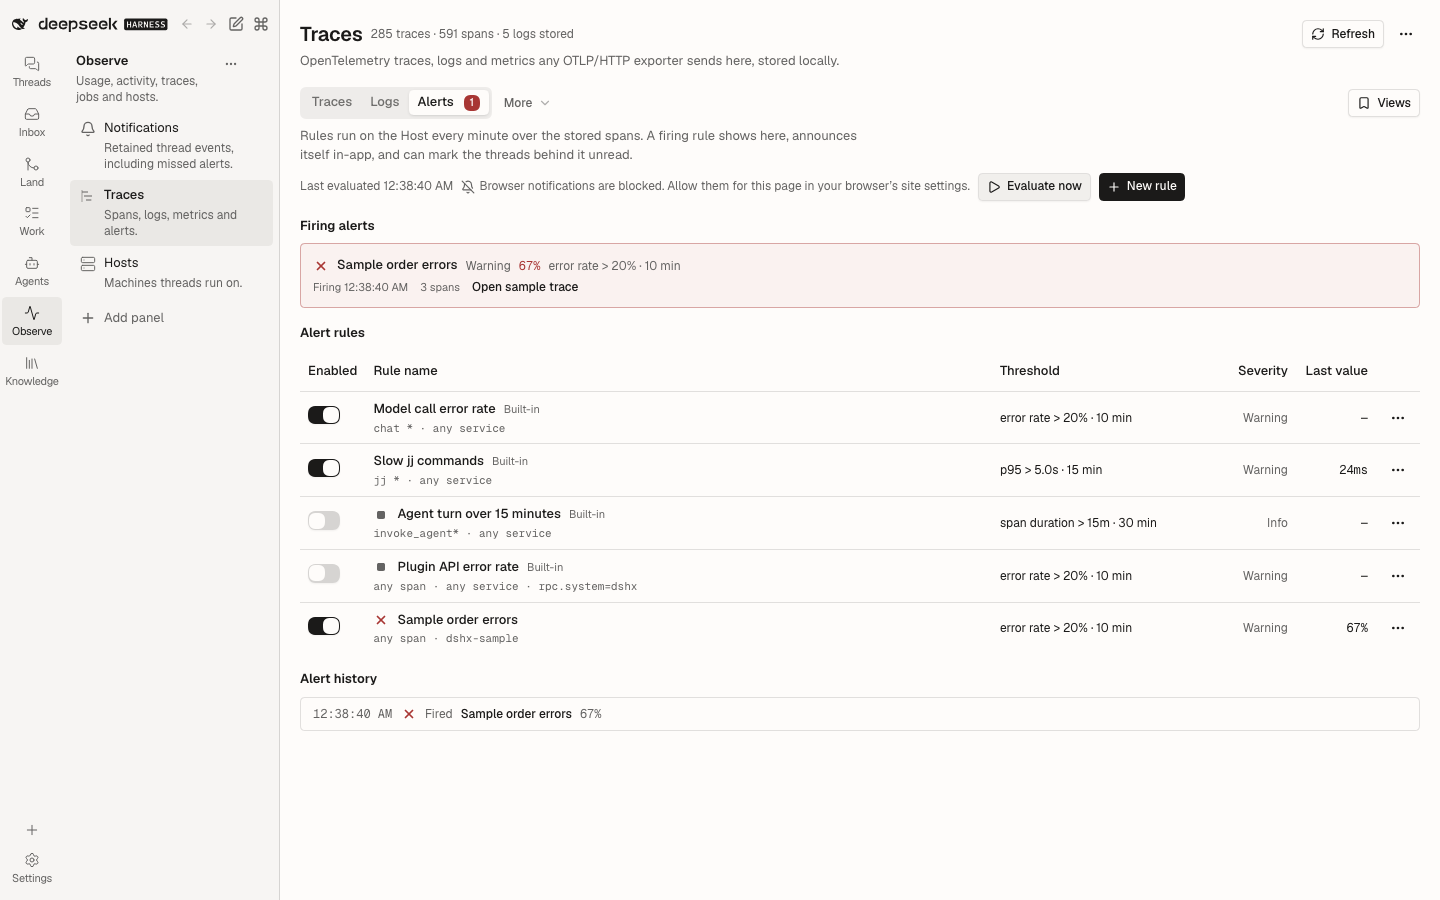 deepseek HARNESS
Threads
Inbox
Land
Work
Agents
Observe
Knowledge
Settings
Observe
Usage, activity, traces,
jobs and hosts.
Notifications
Retained thread events,
including missed alerts.
Traces
Spans, logs, metrics and
alerts.
Hosts
Machines threads run on.
Add panel
Traces 285 traces · 591 spans · 5 logs stored
Refresh
OpenTelemetry traces, logs and metrics any OTLP/HTTP exporter sends here, stored locally.
Traces Logs Alerts 1 More
Views
Rules run on the Host every minute over the stored spans. A firing rule shows here, announces
itself in-app, and can mark the threads behind it unread.
Last evaluated 12:38:40 AM Browser notifications are blocked. Allow them for this page in your browser's site settings. Evaluate now New rule
Firing alerts
Sample order errors Warning 67% error rate > 20% · 10 min
Firing 12:38:40 AM 3 spans Open sample trace
Alert rules
Enabled Rule name Threshold Severity Last value
Model call error rate Built-in
chat * · any service
error rate > 20% · 10 min Warning –
Slow jj commands Built-in
jj * · any service
p95 > 5.0s · 15 min Warning 24ms
Agent turn over 15 minutes Built-in
invoke_agent* · any service
span duration > 15m · 30 min Info –
Plugin API error rate Built-in
any span · any service · rpc.system=dshx
error rate > 20% · 10 min Warning –
Sample order errors
any span · dshx-sample
error rate > 20% · 10 min Warning 67%
Alert history
12:38:40 AM Fired Sample order errors 67%